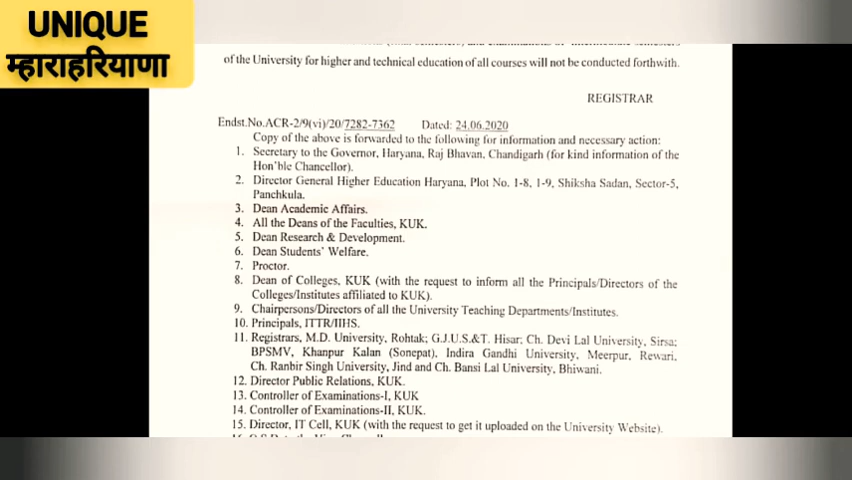 UNIQUE
म्हाराहरियाणा
of the University for higher and technical education of all courses will not be conducted forthwith.
REGISTRAR
Endst.No.ACR-2/9(vi)/20/7282-7362 Dated: 24.06.2020
Copy of the above is forwarded to the following for information and necessary action:
1. Secretary to the Governor, Haryana, Raj Bhavan, Chandigarh (for kind information of the
Hon'ble Chancellor).
2. Director General Higher Education Haryana, Plot No. 1-8, 1-9, Shiksha Sadan, Sector-5,
Panchkula.
3. Dean Academic Affairs.
4. All the Deans of the Faculties, KUK.
5. Dean Research & Development.
6. Dean Students' Welfare.
7. Proctor.
8. Dean of Colleges, KUK (with the request to inform all the Principals/Directors of the
Colleges/Institutes affiliated to KUK).
9. Chairpersons/Directors of all the University Teaching Departments/Institutes.
10. Principals, ITTR/IIHS.
11. Registrars, M.D. University, Rohtak; G.J.U.S.&T. Hisar; Ch. Devi Lal University, Sirsa;
BPSMV, Khanpur Kalan (Sonepat), Indira Gandhi University, Meerpur, Rewari,
Ch. Ranbir Singh University, Jind and Ch. Bansi Lal University, Bhiwani.
12. Director Public Relations, KUK.
13. Controller of Examinations-I, KUK
14. Controller of Examinations-II, KUK.
15. Director, IT Cell, KUK (with the request to get it uploaded on the University Website).